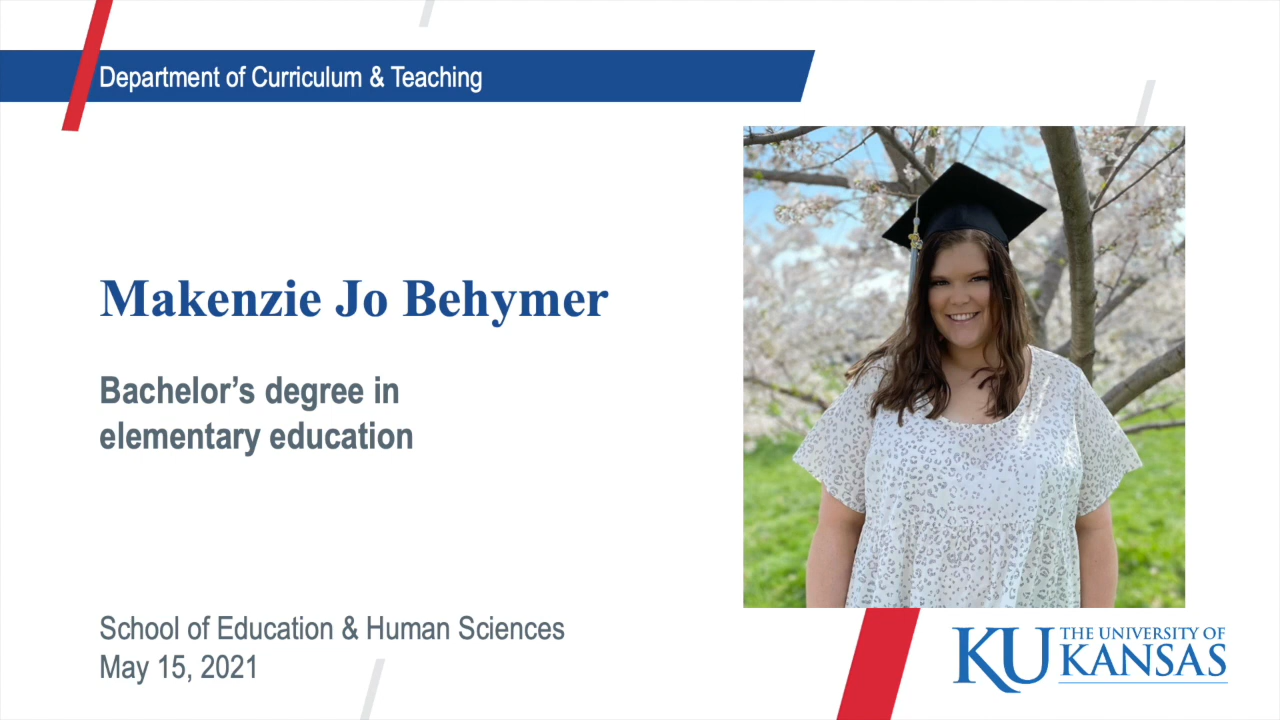 Department of Curriculum & Teaching
Makenzie Jo Behymer
Bachelor’s degree in
elementary education
School of Education & Human Sciences
May 15, 2021
KU THE UNIVERSITY OF
KANSAS